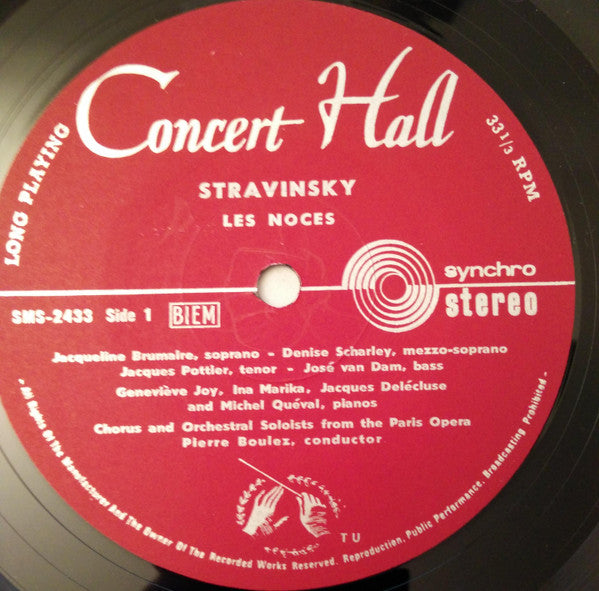 Concert Hall
LONG PLAYING
33 1/3 RPM
STRAVINSKY
LES NOCES
synchro
stereo
SMS-2433 Side 1 BIEM
Jacqueline Brumaire, soprano - Denise Scharley, mezzo-soprano
Jacques Pottier, tenor - José van Dam, bass
Geneviève Joy, Ina Marika, Jacques Delécluse
and Michel Quéval, pianos
Chorus and Orchestral Soloists from the Paris Opera
Pierre Boulez, conductor
TU
- All Rights Of The Manufacturer And The Owner Of The Recorded Works Reserved. Reproduction, Public Performance, Broadcasting Prohibited -